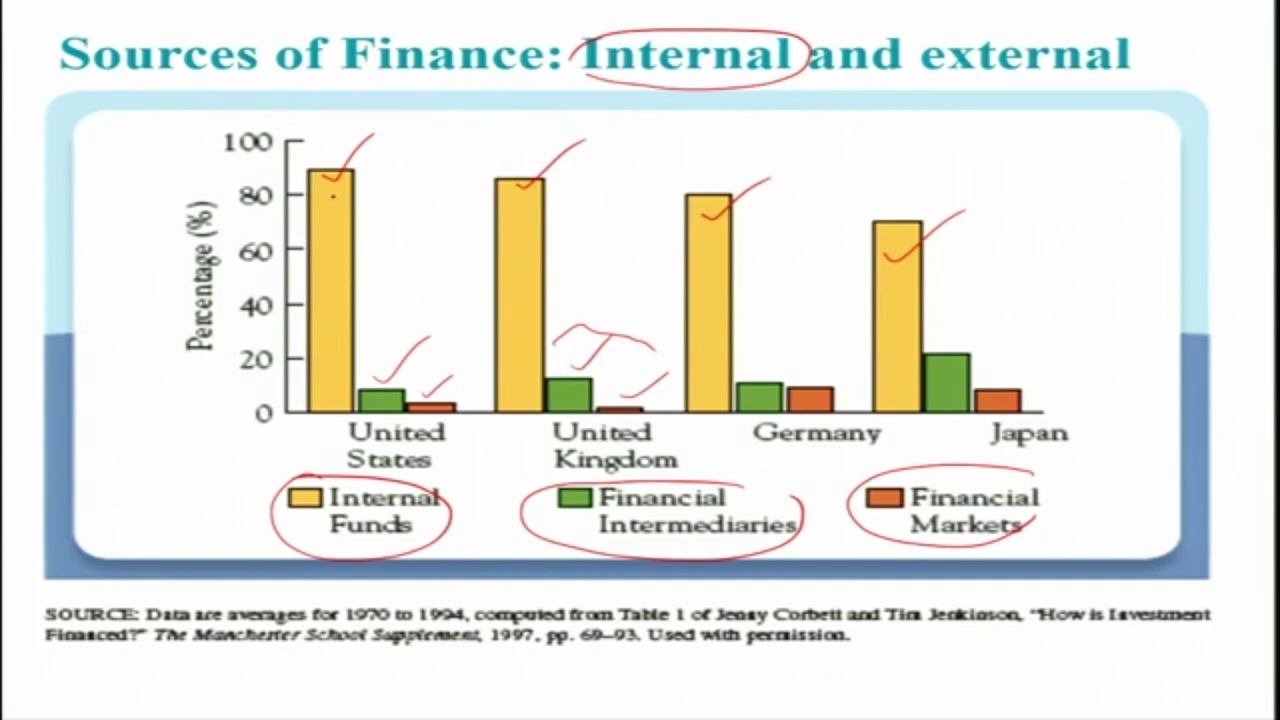 Sources of Finance: Internal and external
100
80
60
40
20
0
Percentage (%)
United States
United Kingdom
Germany
Japan
Internal Funds
Financial Intermediaries
Financial Markets
SOURCE: Data are averages for 1970 to 1994, computed from Table 1 of Jenny Corbett and Tim Jenkinson, "How is Investment
Financed?" The Manchester School Supplement, 1997, pp. 69–93. Used with permission.